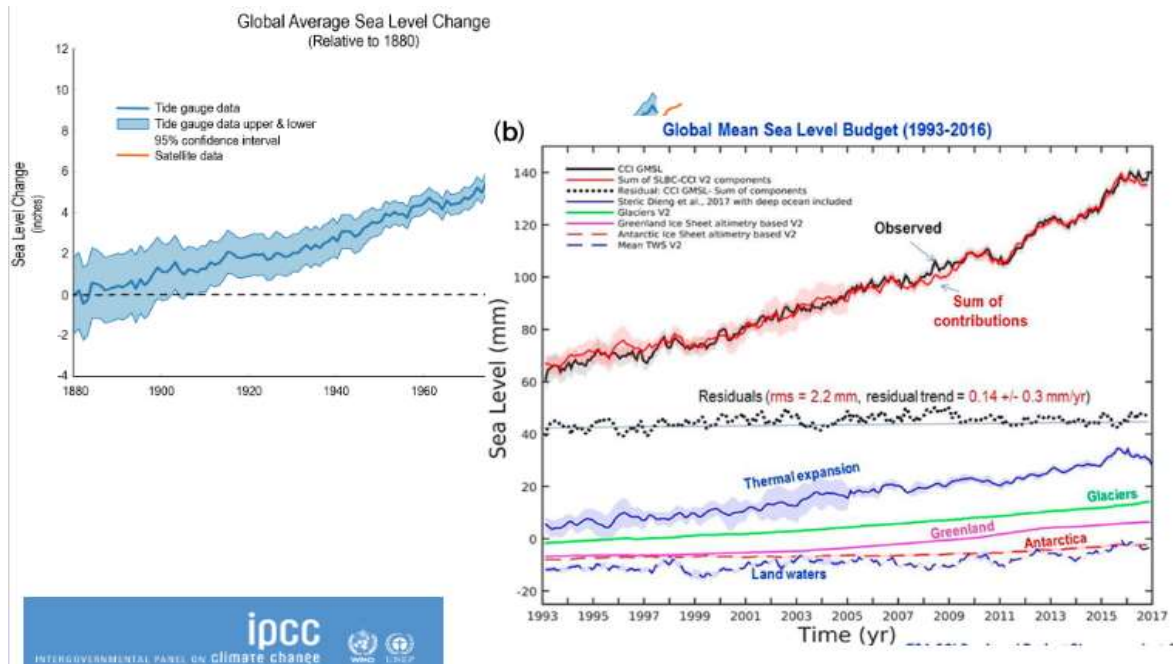 Global Average Sea Level Change
(Relative to 1880)
12
10
8
6
4
2
0
-2
-4
Sea Level Change
(inches)
Tide gauge data
Tide gauge data upper & lower
95% confidence interval
Satellite data
1880
1900
1920
1940
1960
(b)
Global Mean Sea Level Budget (1993-2016)
CCI GMSL
Sum of SLBC-CCI V2 components
Residual: CCI GMSL- Sum of components
Steric Dieng et al., 2017 with deep ocean included
Glaciers V2
Greenland Ice Sheet altimetry based V2
Antarctic Ice Sheet altimetry based V2
Mean TWS V2
Observed
Sum of
contributions
Residuals (rms = 2.2 mm, residual trend = 0.14 +/- 0.3 mm/yr)
Thermal expansion
Glaciers
Greenland
Antarctica
Land waters
Sea Level (mm)
140
120
100
80
60
40
20
0
-20
1993
1995
1997
1999
2001
2003
2005
2007
2009
2011
2013
2015
2017
Time (yr)
ipcc
INTERGOVERNMENTAL PANEL ON climate change
WMO
UNEP